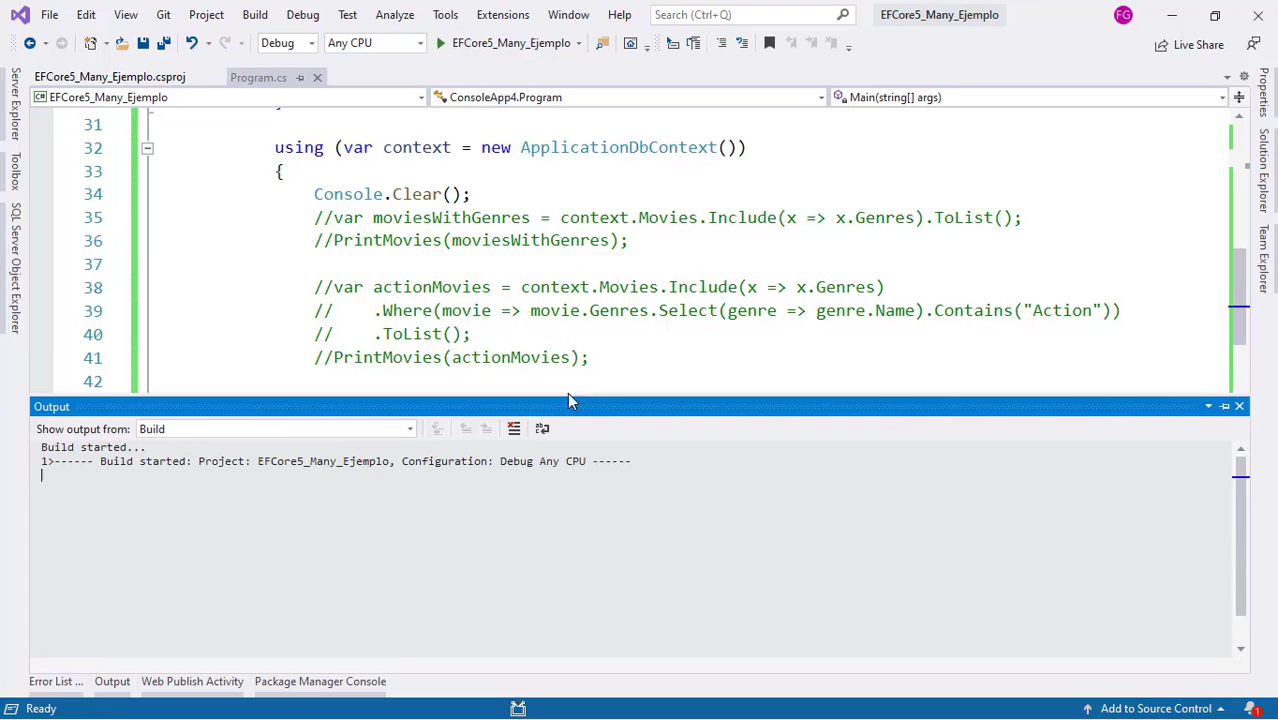 File Edit View Git Project Build Debug Test Analyze Tools Extensions Window Help Search (Ctrl+Q) EFCore5_Many_Ejemplo FG
Debug Any CPU EFCore5_Many_Ejemplo Live Share
EFCore5_Many_Ejemplo.csproj Program.cs
EFCore5_Many_Ejemplo ConsoleApp4.Program Main(string[] args)
Server Explorer
Toolbox
SQL Server Object Explorer
31
32 using (var context = new ApplicationDbContext())
33 {
34 Console.Clear();
35 //var moviesWithGenres = context.Movies.Include(x => x.Genres).ToList();
36 //PrintMovies(moviesWithGenres);
37
38 //var actionMovies = context.Movies.Include(x => x.Genres)
39 // .Where(movie => movie.Genres.Select(genre => genre.Name).Contains("Action"))
40 // .ToList();
41 //PrintMovies(actionMovies);
42
Properties
Solution Explorer
Team Explorer
Output
Show output from: Build
Build started...
1>------ Build started: Project: EFCore5_Many_Ejemplo, Configuration: Debug Any CPU ------
Error List ... Output Web Publish Activity Package Manager Console
Ready Add to Source Control 1